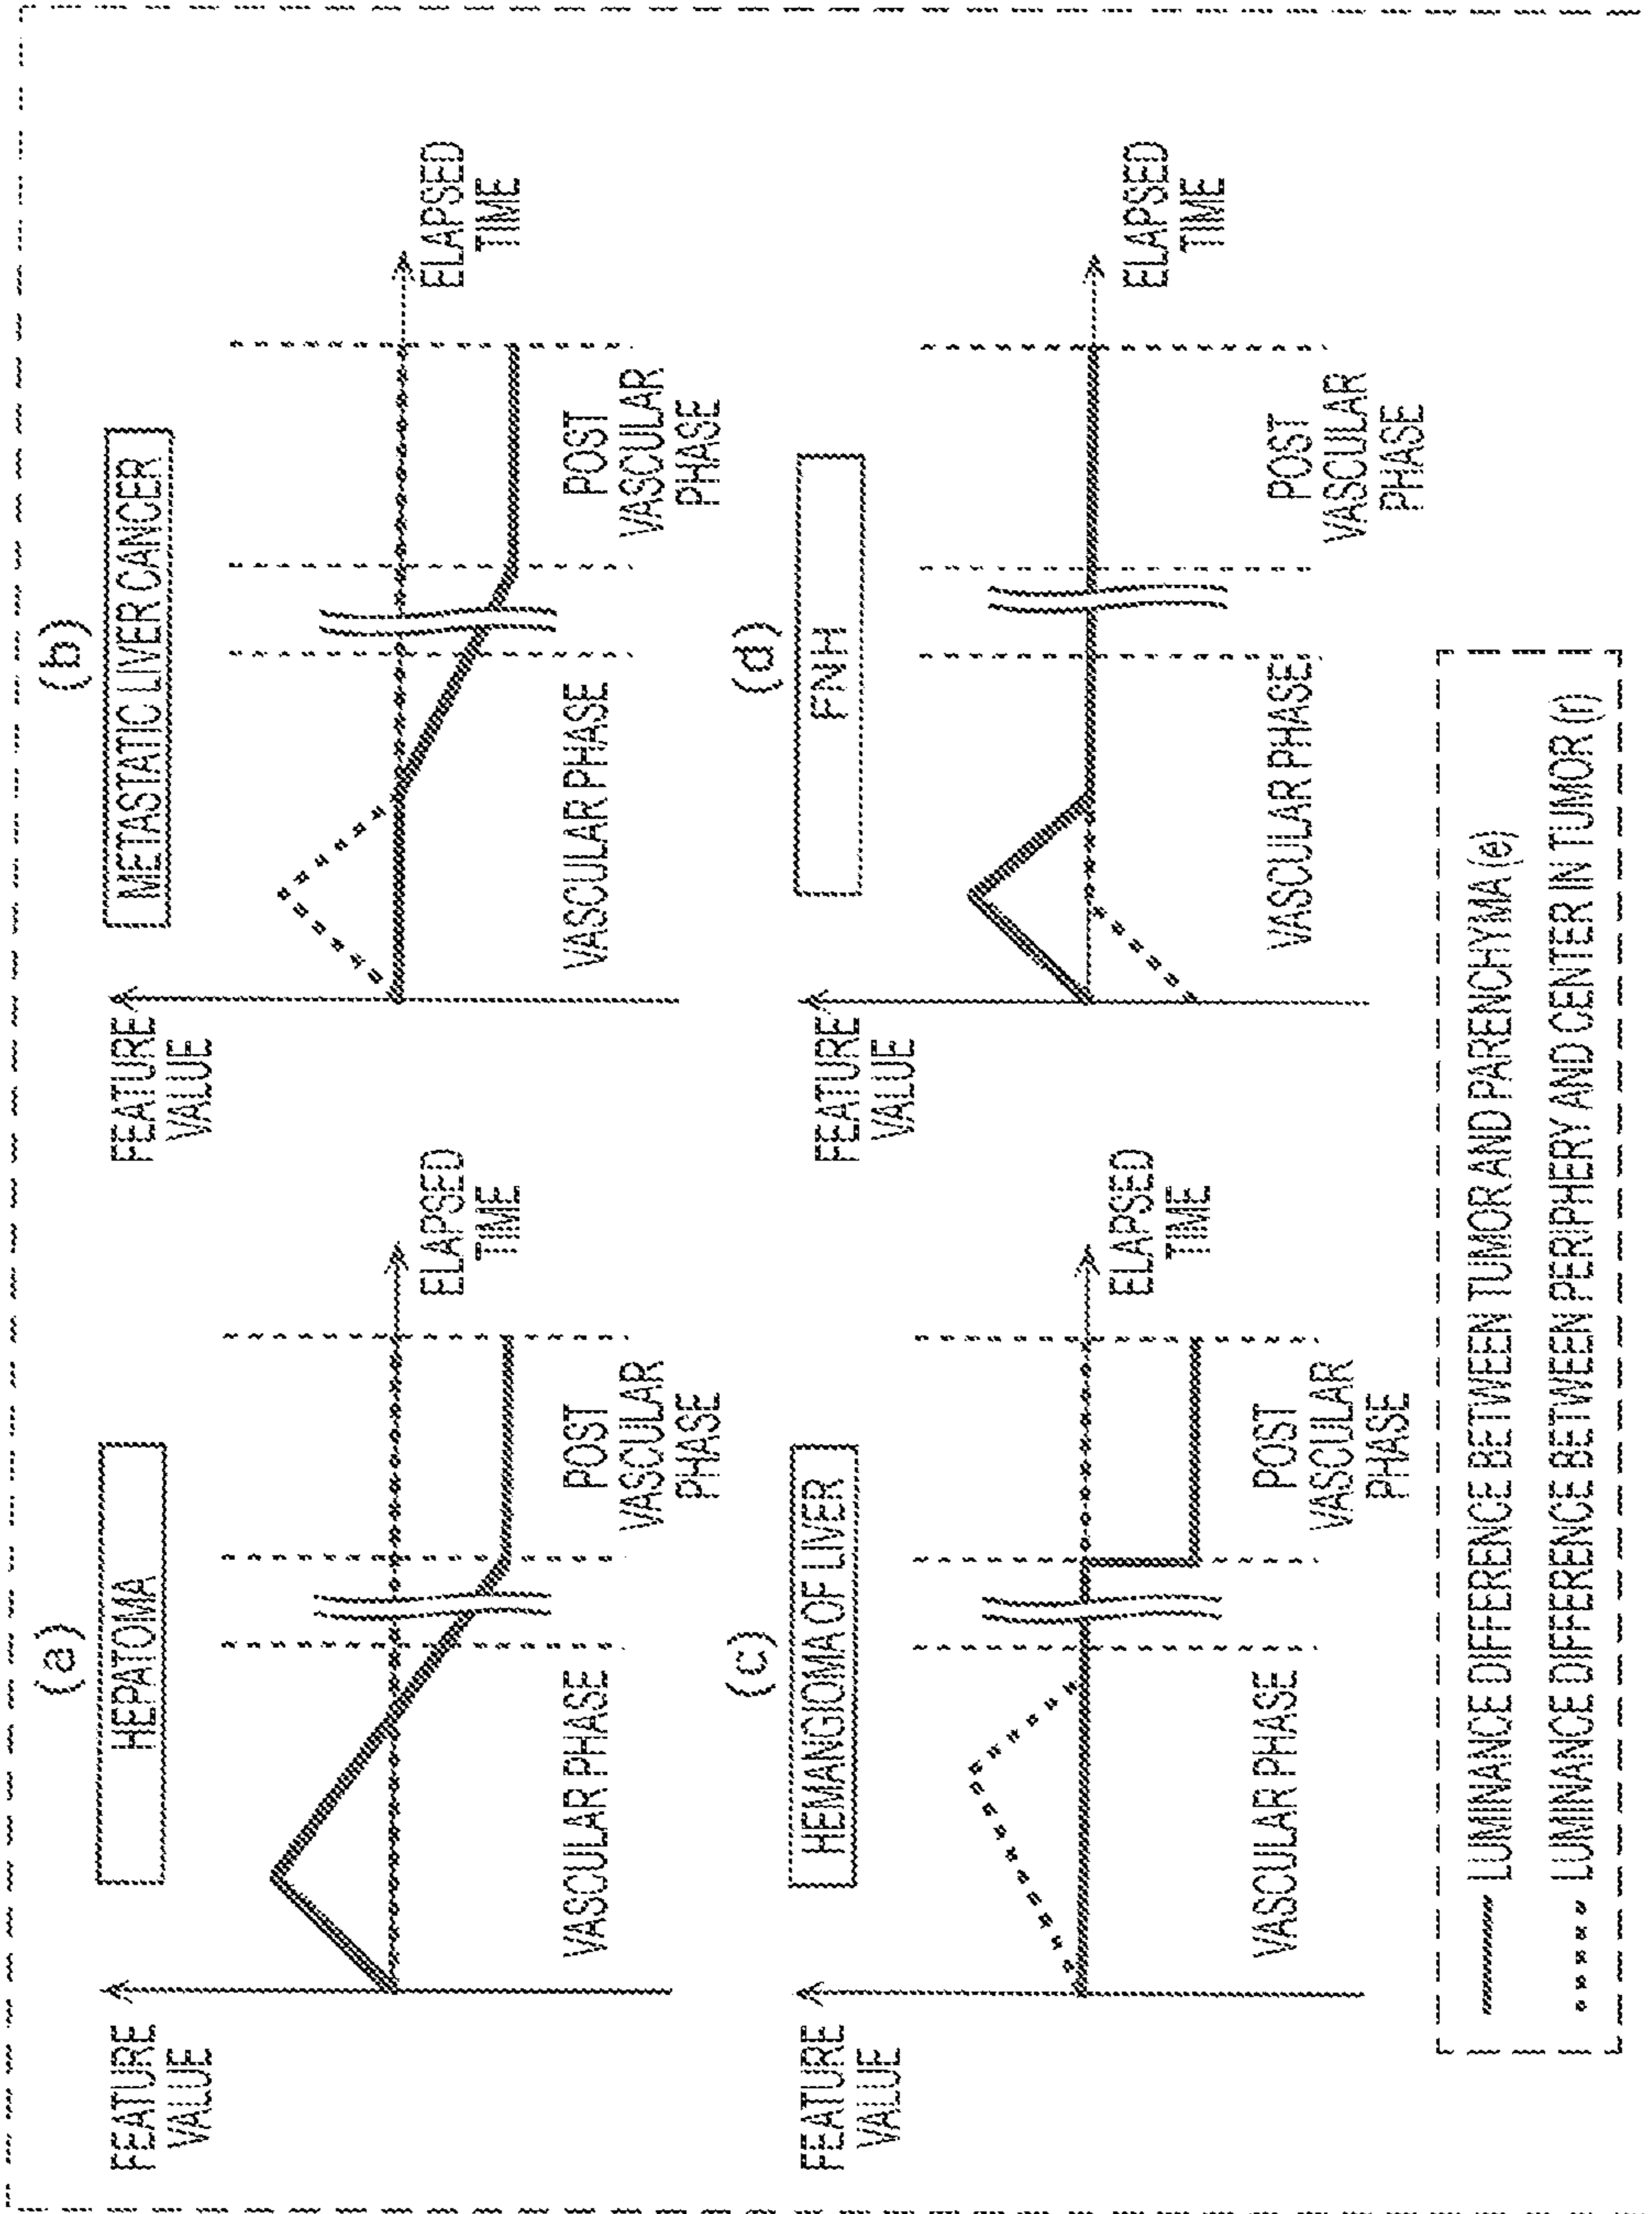 (a)
HEPATOMA
FEATURE
VALUE
ELAPSED
TIME
VASCULAR PHASE
POST
VASCULAR
PHASE
(b)
METASTATIC LIVER CANCER
FEATURE
VALUE
ELAPSED
TIME
VASCULAR PHASE
POST
VASCULAR
PHASE
(c)
HEMANGIOMA OF LIVER
FEATURE
VALUE
ELAPSED
TIME
VASCULAR PHASE
POST
VASCULAR
PHASE
(d)
FNH
FEATURE
VALUE
ELAPSED
TIME
VASCULAR PHASE
POST
VASCULAR
PHASE
LUMINANCE DIFFERENCE BETWEEN TUMOR AND PARENCHYMA (e)
LUMINANCE DIFFERENCE BETWEEN PERIPHERY AND CENTER IN TUMOR (r)